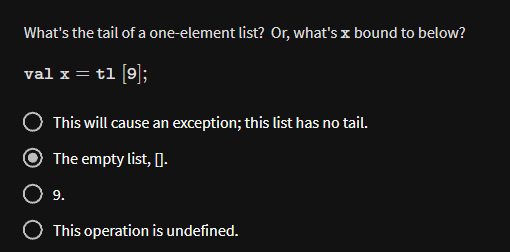 What's the tail of a one-element list? Or, what's x bound to below?
val x = tl [9];
This will cause an exception; this list has no tail.
The empty list, [].
9.
This operation is undefined.